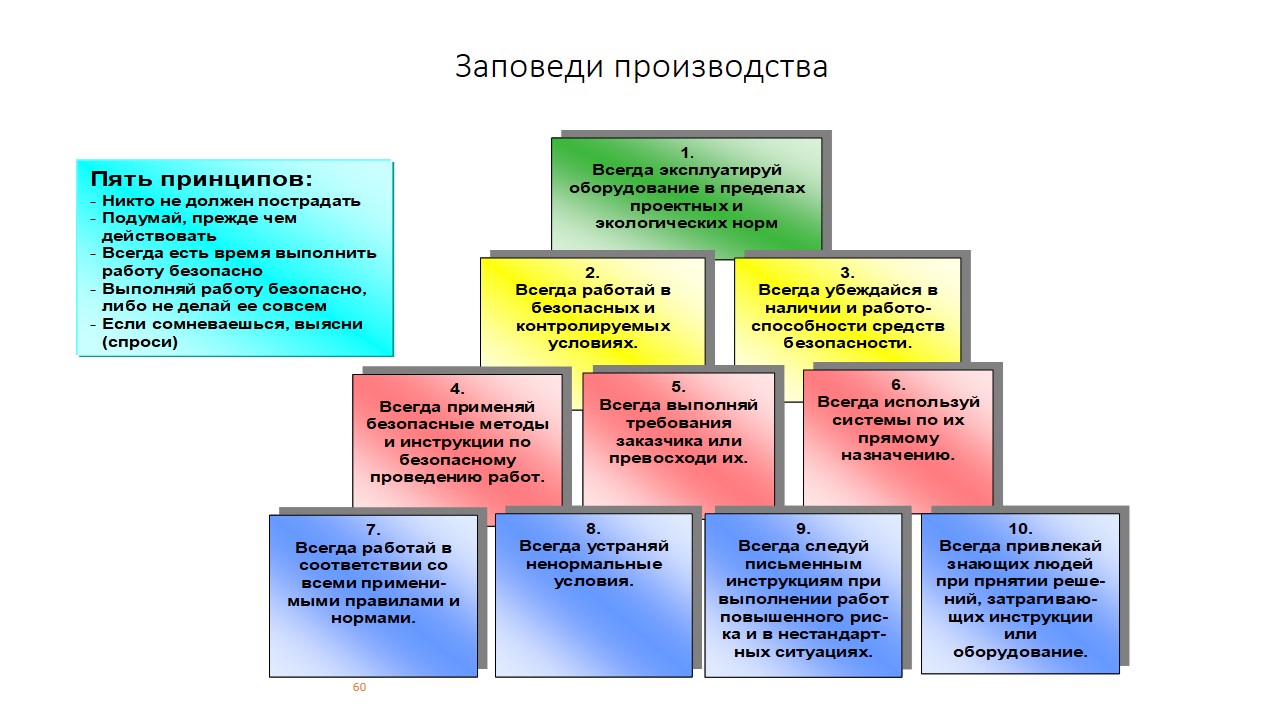 Заповеди производства
Пять принципов:
- Никто не должен пострадать
- Подумай, прежде чем
действовать
- Всегда есть время выполнить
работу безопасно
- Выполняй работу безопасно,
либо не делай ее совсем
- Если сомневаешься, выясни
(спроси)
1.
Всегда эксплуатируй
оборудование в пределах
проектных и
экологических норм
2.
Всегда работай в
безопасных и
контролируемых
условиях.
3.
Всегда убеждайся в
наличии и работо-
способности средств
безопасности.
4.
Всегда применяй
безопасные методы
и инструкции по
безопасному
проведению работ.
5.
Всегда выполняй
требования
заказчика или
превосходи их.
6.
Всегда используй
системы по их
прямому
назначению.
7.
Всегда работай в
соответствии со
всеми примени-
мыми правилами и
нормами.
8.
Всегда устраняй
ненормальные
условия.
9.
Всегда следуй
письменным
инструкциям при
выполнении работ
повышенного рис-
ка и в нестандарт-
ных ситуациях.
10.
Всегда привлекай
знающих людей
при прнятии реше-
ний, затрагиваю-
щих инструкции
или
оборудование.
60